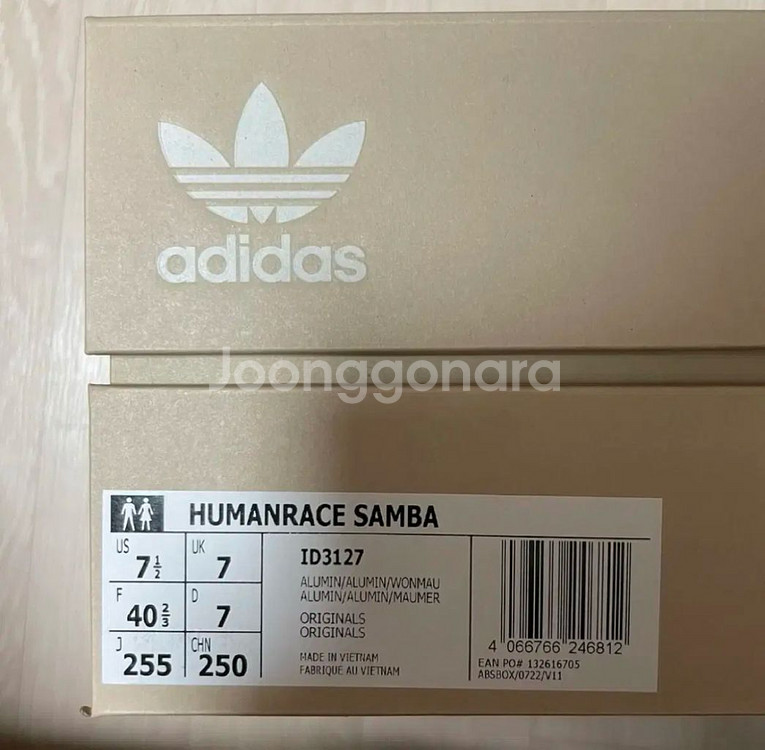 adidas
Joonggonara
HUMANRACE SAMBA
US 7½ UK 7
F 40⅔ D 7
J 255 CHN 250
ID3127
ALUMIN/ALUMIN/WONMAU
ALUMIN/ALUMIN/MAUMER
ORIGINALS
ORIGINALS
MADE IN VIETNAM
FABRIQUÉ AU VIETNAM
4 066766 246812
EAN PO# 132616705
ABSBOX/0722/V11